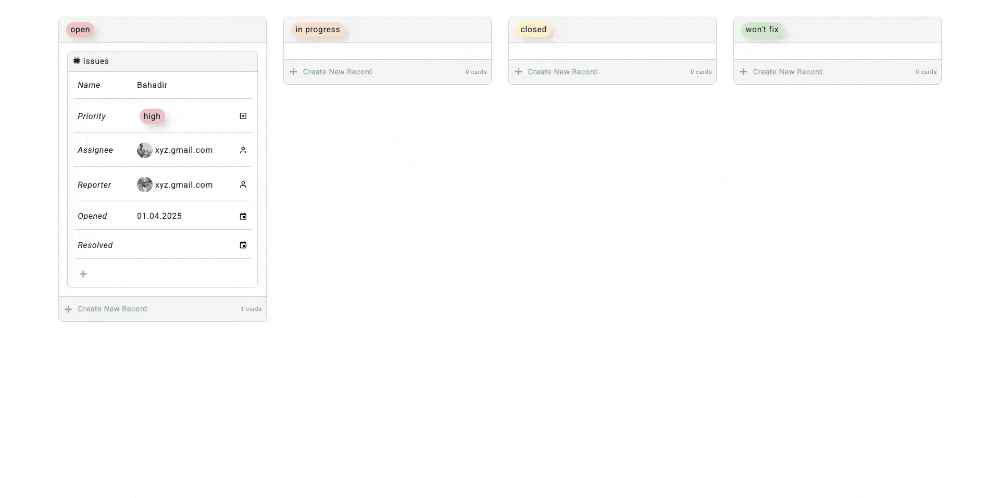 open
Issues
Name Bahadir
Priority high
Assignee xyz.gmail.com
Reporter xyz.gmail.com
Opened 01.04.2025
Resolved
+
+ Create New Record 1 cards
in progress
+ Create New Record 0 cards
closed
+ Create New Record 0 cards
won't fix
+ Create New Record 0 cards